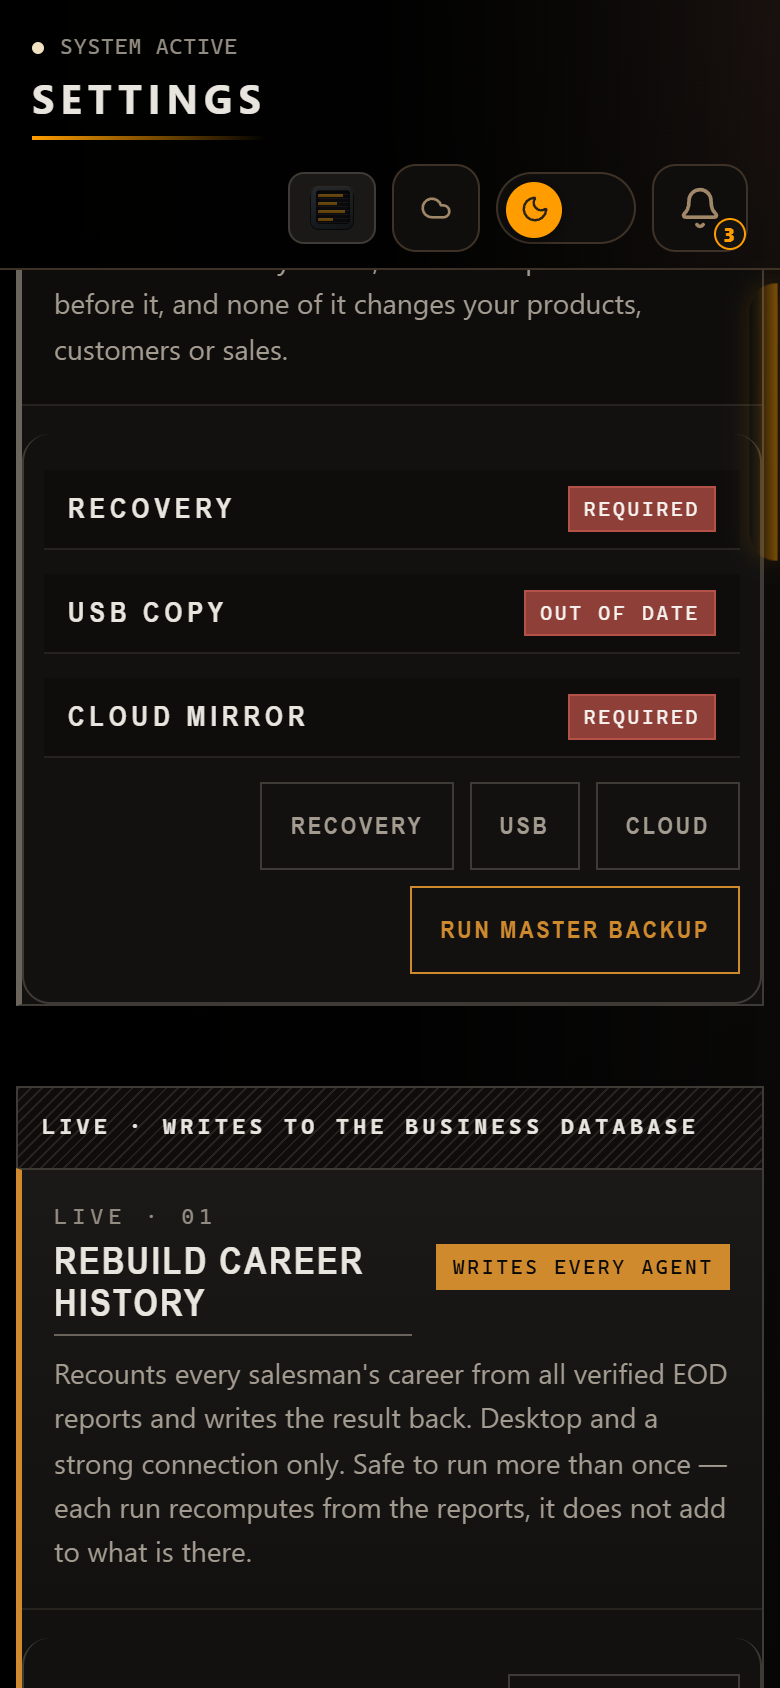 SYSTEM ACTIVE
SETTINGS
3
before it, and none of it changes your products,
customers or sales.
RECOVERY
REQUIRED
USB COPY
OUT OF DATE
CLOUD MIRROR
REQUIRED
RECOVERY
USB
CLOUD
RUN MASTER BACKUP
LIVE · WRITES TO THE BUSINESS DATABASE
LIVE · 01
REBUILD CAREER
HISTORY
WRITES EVERY AGENT
Recounts every salesman's career from all verified EOD
reports and writes the result back. Desktop and a
strong connection only. Safe to run more than once —
each run recomputes from the reports, it does not add
to what is there.